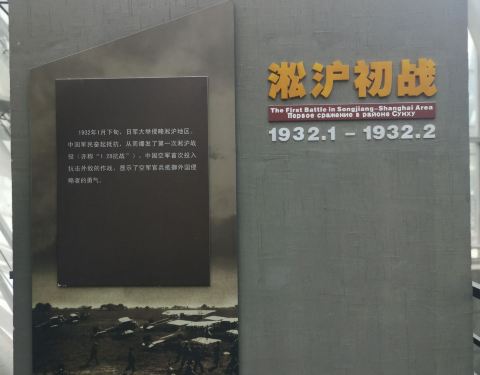 1932年1月下旬，日军大举侵略淞沪地区，
中国军民奋起抵抗，从而爆发了第一次淞沪战
役（亦称“1.28抗战”）。中国空军首次投入
抗击外敌的作战，显示了空军官兵抵御外国侵
略者的勇气。
淞沪初战
The First Battle in Songjiang-Shanghai Area
Первое сражение в районе Сунху
1932.1 - 1932.2